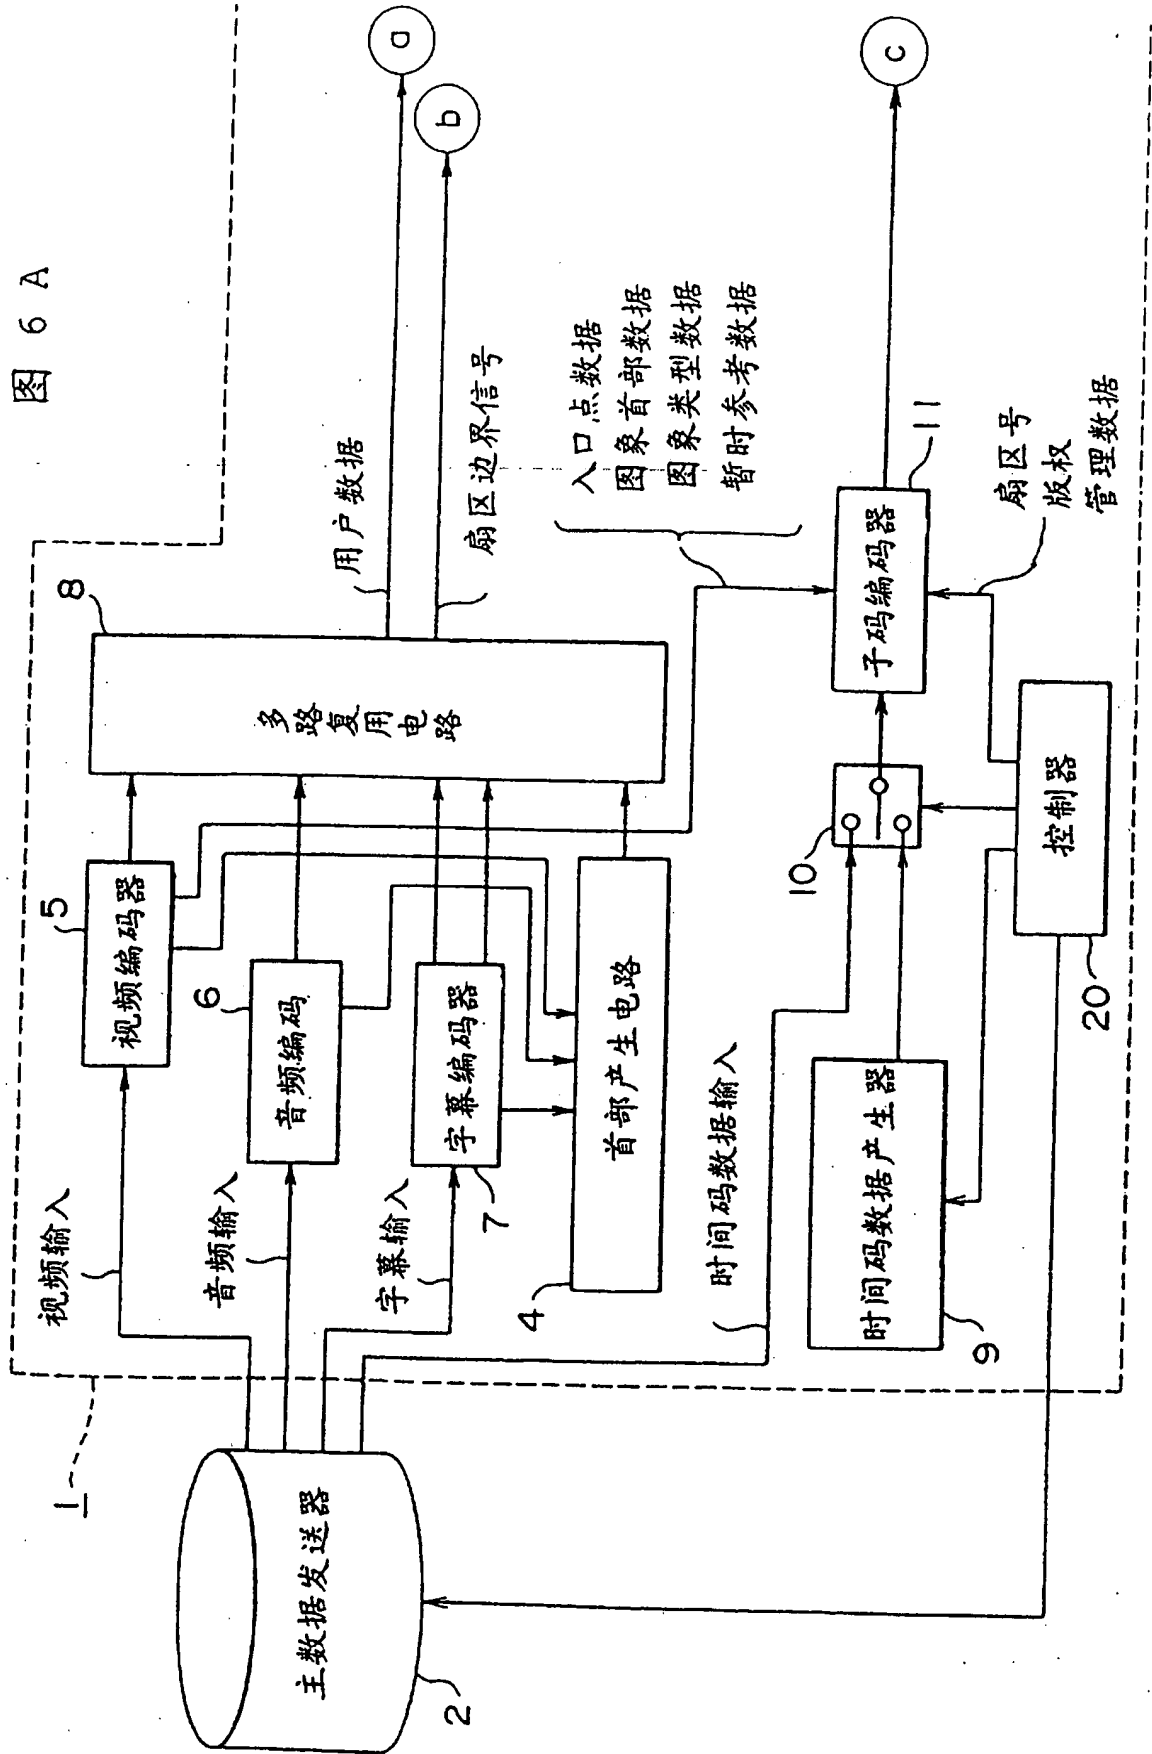 图 6 A
1
2
主数据发送器
视频输入
音频输入
字幕输入
时间码数据输入
5
视频编码器
6
音频编码
7
字幕编码器
4
首部产生电路
8
多路复用电路
用户数据
扇区边界信号
a
b
入口点数据
图象首部数据
图象类型数据
暂时参考数据
9
时间码数据产生器
10
11
子码编码器
c
扇区号
版权
管理数据
20
控制器